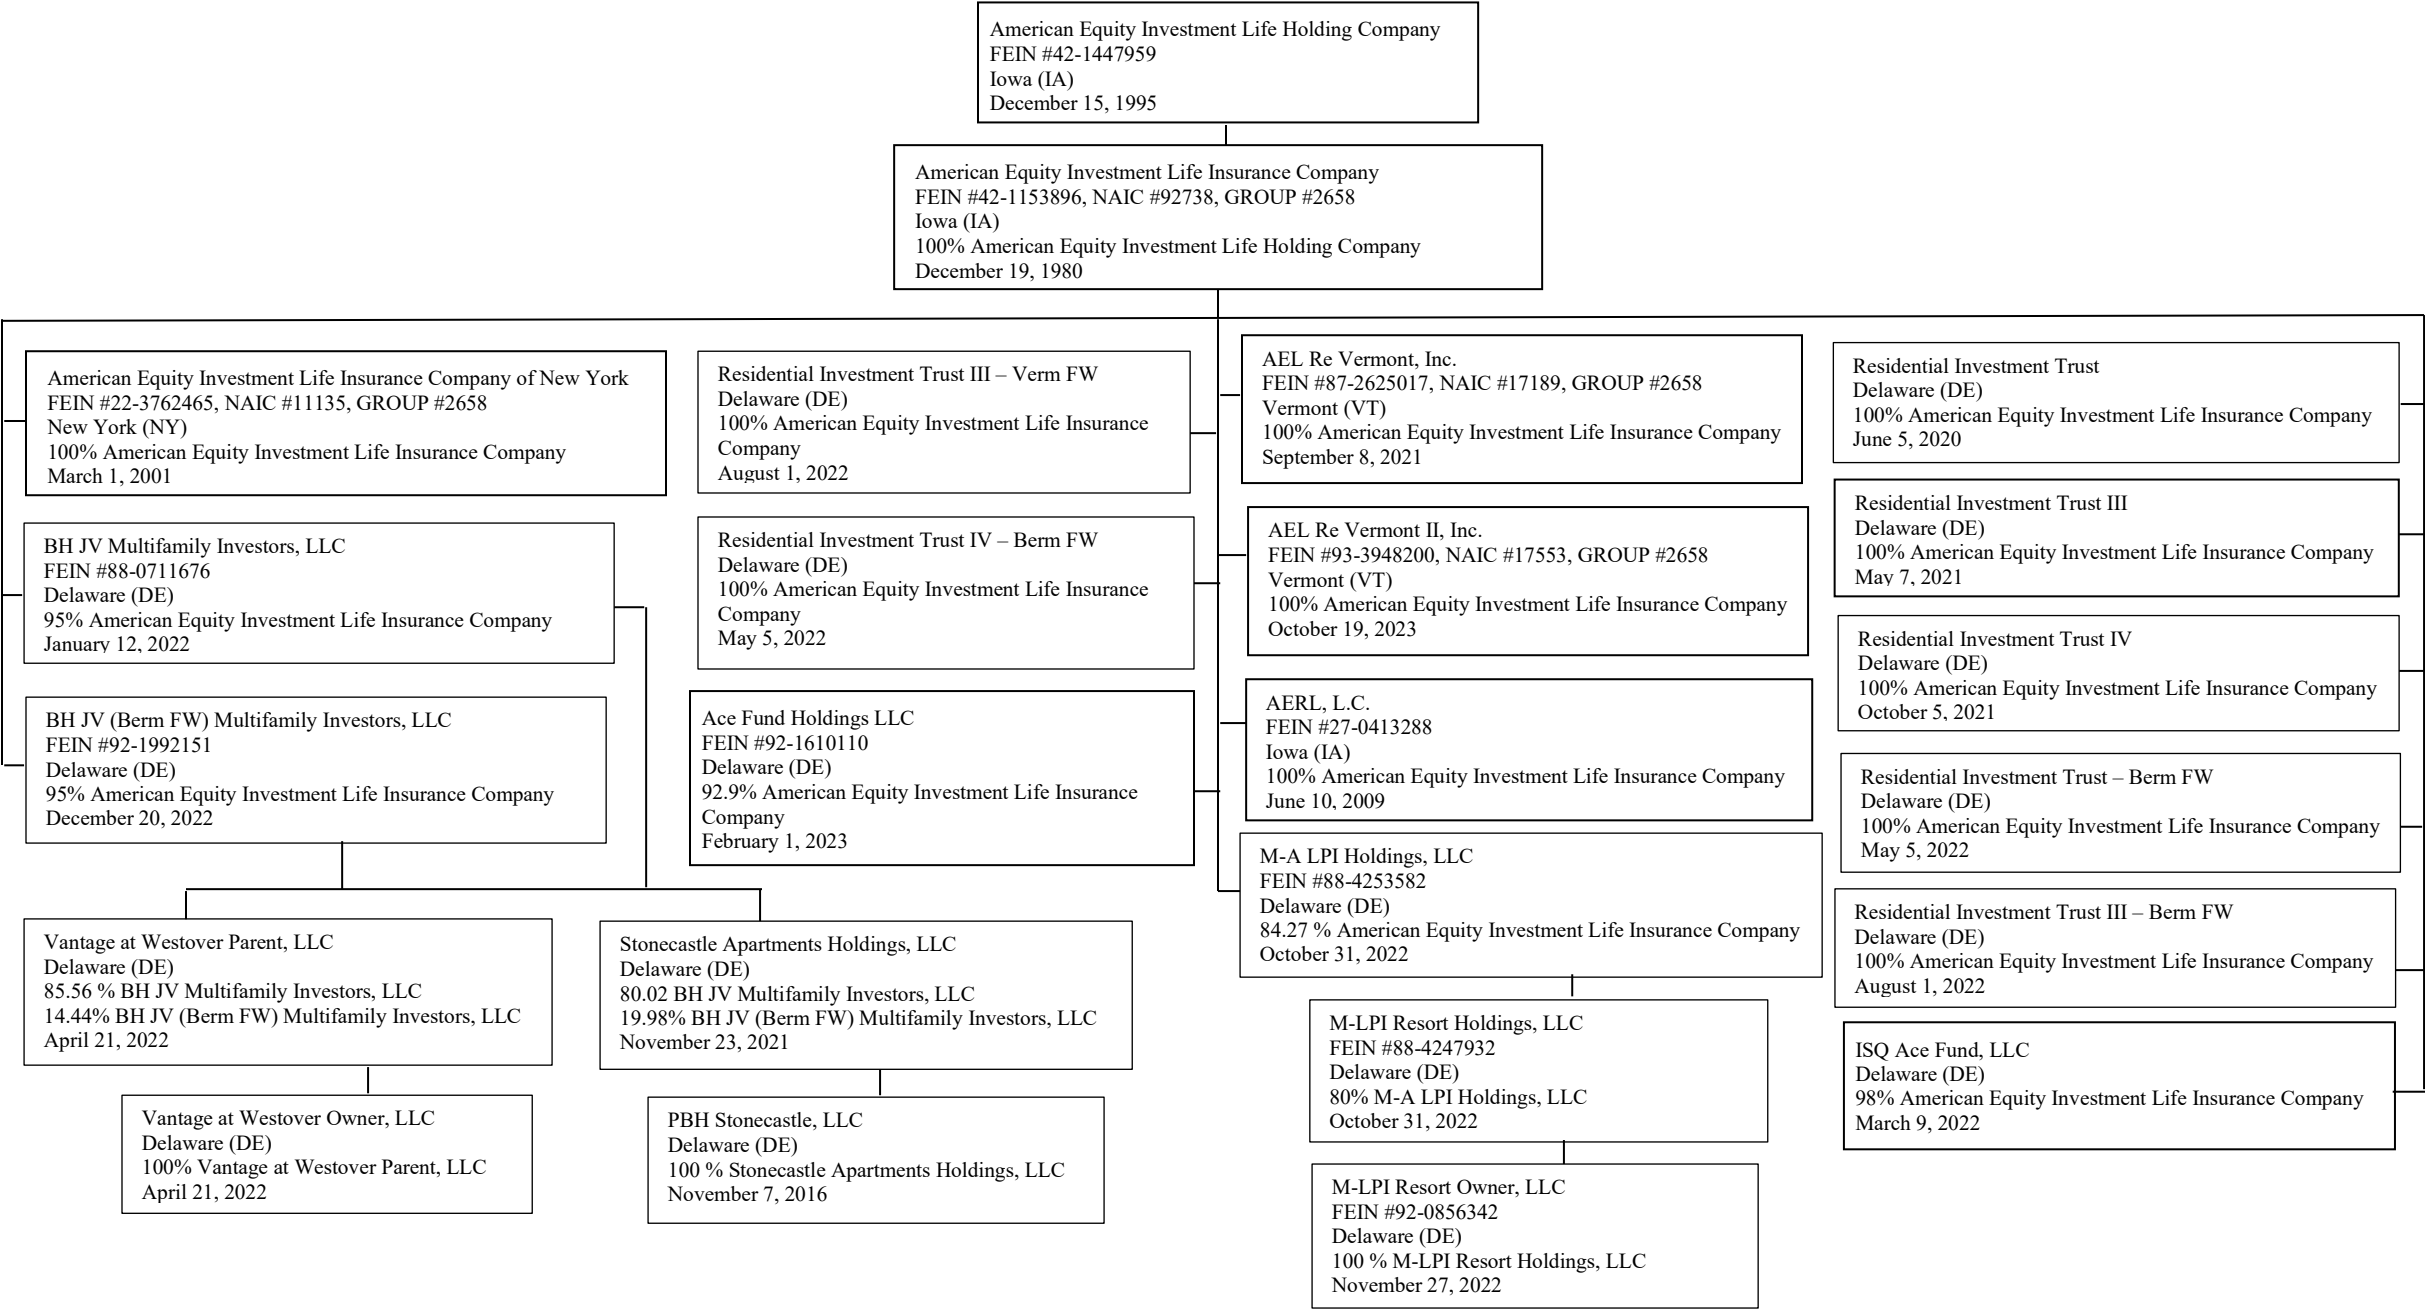 American Equity Investment Life Holding Company
FEIN #42-1447959
Iowa (IA)
December 15, 1995
American Equity Investment Life Insurance Company
FEIN #42-1153896, NAIC #92738, GROUP #2658
Iowa (IA)
100% American Equity Investment Life Holding Company
December 19, 1980
American Equity Investment Life Insurance Company of New York
FEIN #22-3762465, NAIC #11135, GROUP #2658
New York (NY)
100% American Equity Investment Life Insurance Company
March 1, 2001
BH JV Multifamily Investors, LLC
FEIN #88-0711676
Delaware (DE)
95% American Equity Investment Life Insurance Company
January 12, 2022
BH JV (Berm FW) Multifamily Investors, LLC
FEIN #92-1992151
Delaware (DE)
95% American Equity Investment Life Insurance Company
December 20, 2022
Vantage at Westover Parent, LLC
Delaware (DE)
85.56 % BH JV Multifamily Investors, LLC
14.44% BH JV (Berm FW) Multifamily Investors, LLC
April 21, 2022
Vantage at Westover Owner, LLC
Delaware (DE)
100% Vantage at Westover Parent, LLC
April 21, 2022
Stonecastle Apartments Holdings, LLC
Delaware (DE)
80.02 BH JV Multifamily Investors, LLC
19.98% BH JV (Berm FW) Multifamily Investors, LLC
November 23, 2021
PBH Stonecastle, LLC
Delaware (DE)
100 % Stonecastle Apartments Holdings, LLC
November 7, 2016
Residential Investment Trust III – Verm FW
Delaware (DE)
100% American Equity Investment Life Insurance
Company
August 1, 2022
Residential Investment Trust IV – Berm FW
Delaware (DE)
100% American Equity Investment Life Insurance
Company
May 5, 2022
Ace Fund Holdings LLC
FEIN #92-1610110
Delaware (DE)
92.9% American Equity Investment Life Insurance
Company
February 1, 2023
AEL Re Vermont, Inc.
FEIN #87-2625017, NAIC #17189, GROUP #2658
Vermont (VT)
100% American Equity Investment Life Insurance Company
September 8, 2021
AEL Re Vermont II, Inc.
FEIN #93-3948200, NAIC #17553, GROUP #2658
Vermont (VT)
100% American Equity Investment Life Insurance Company
October 19, 2023
AERL, L.C.
FEIN #27-0413288
Iowa (IA)
100% American Equity Investment Life Insurance Company
June 10, 2009
M-A LPI Holdings, LLC
FEIN #88-4253582
Delaware (DE)
84.27 % American Equity Investment Life Insurance Company
October 31, 2022
M-LPI Resort Holdings, LLC
FEIN #88-4247932
Delaware (DE)
80% M-A LPI Holdings, LLC
October 31, 2022
M-LPI Resort Owner, LLC
FEIN #92-0856342
Delaware (DE)
100 % M-LPI Resort Holdings, LLC
November 27, 2022
Residential Investment Trust
Delaware (DE)
100% American Equity Investment Life Insurance Company
June 5, 2020
Residential Investment Trust III
Delaware (DE)
100% American Equity Investment Life Insurance Company
May 7, 2021
Residential Investment Trust IV
Delaware (DE)
100% American Equity Investment Life Insurance Company
October 5, 2021
Residential Investment Trust – Berm FW
Delaware (DE)
100% American Equity Investment Life Insurance Company
May 5, 2022
Residential Investment Trust III – Berm FW
Delaware (DE)
100% American Equity Investment Life Insurance Company
August 1, 2022
ISQ Ace Fund, LLC
Delaware (DE)
98% American Equity Investment Life Insurance Company
March 9, 2022